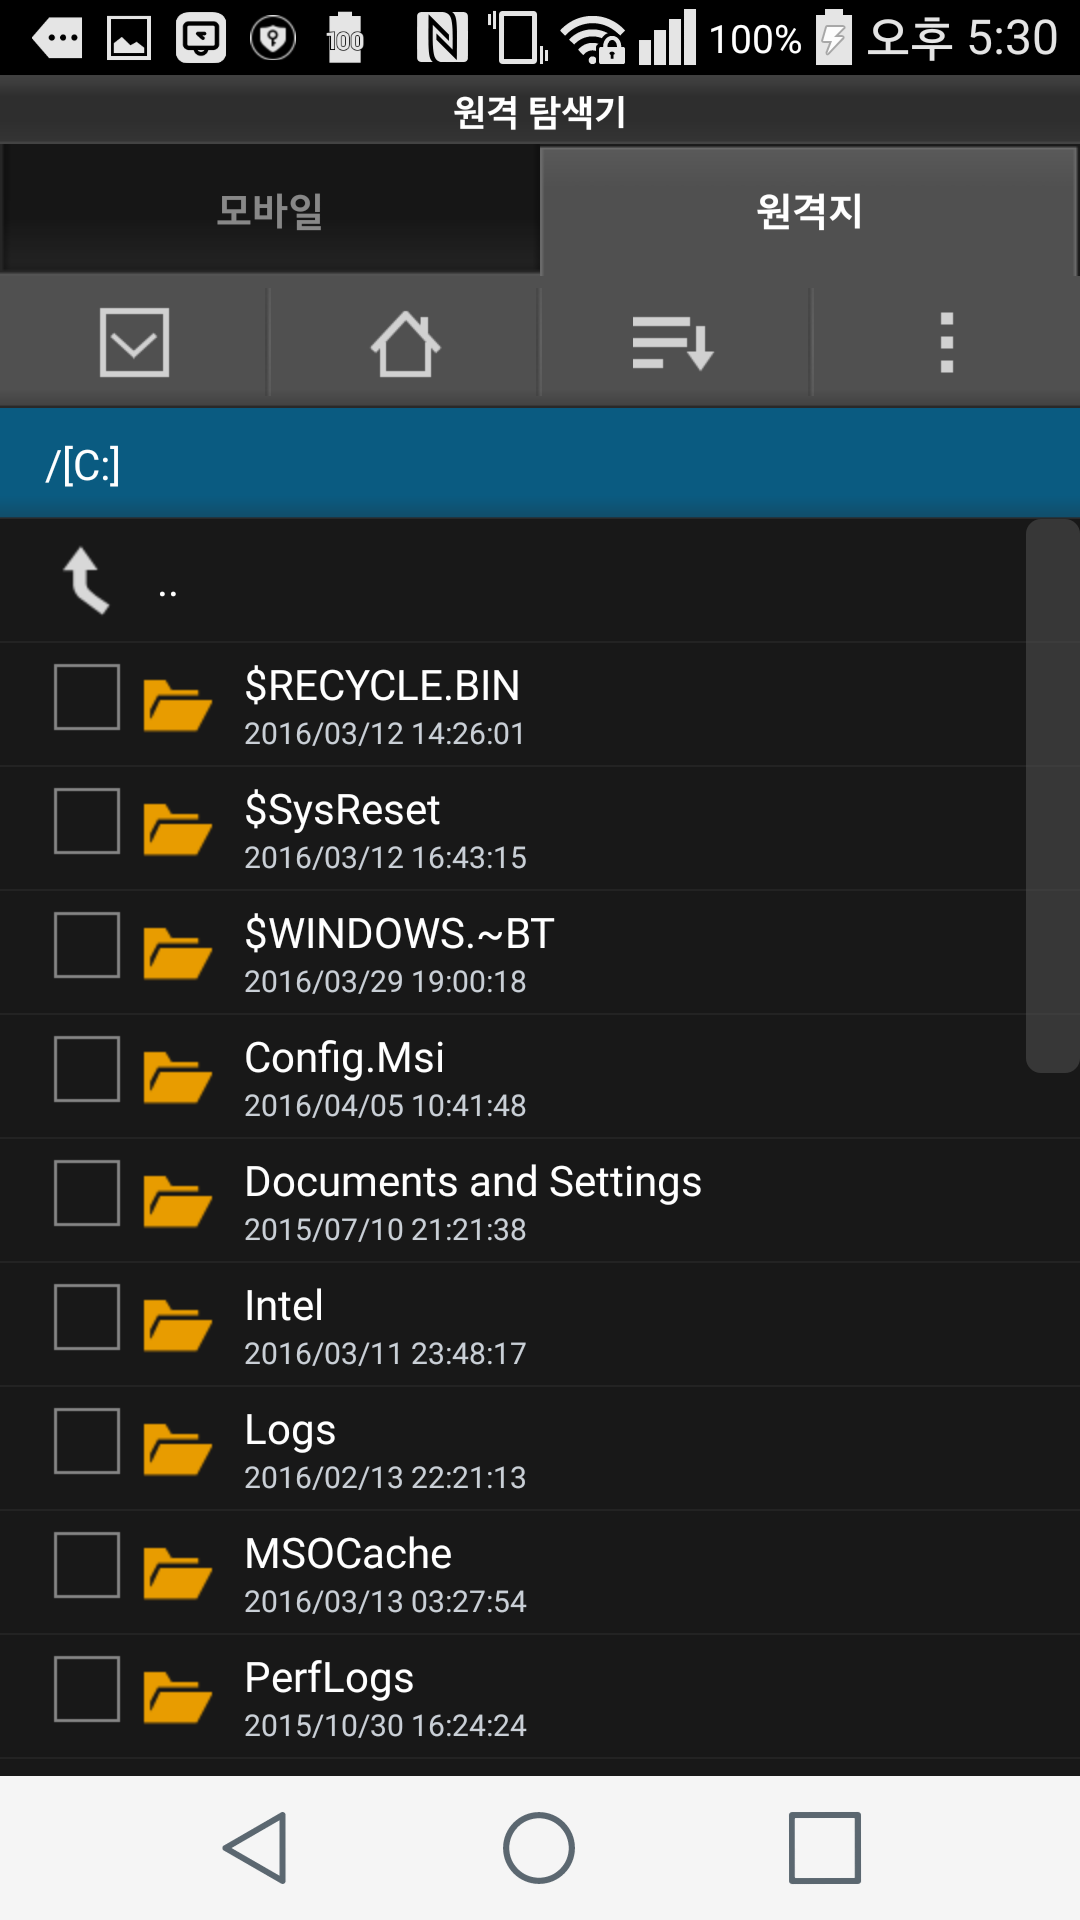 100 100% 오후 5:30
원격 탐색기
모바일 원격지
/[C:]
..
$RECYCLE.BIN
2016/03/12 14:26:01
$SysReset
2016/03/12 16:43:15
$WINDOWS.~BT
2016/03/29 19:00:18
Config.Msi
2016/04/05 10:41:48
Documents and Settings
2015/07/10 21:21:38
Intel
2016/03/11 23:48:17
Logs
2016/02/13 22:21:13
MSOCache
2016/03/13 03:27:54
PerfLogs
2015/10/30 16:24:24